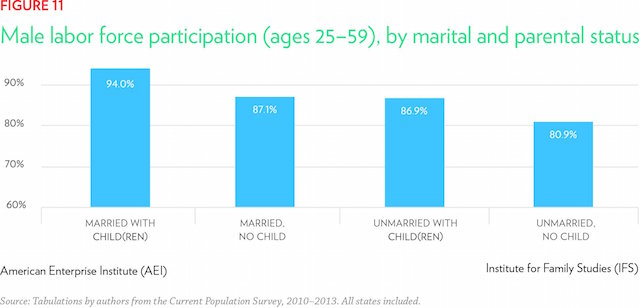 FIGURE 11
Male labor force participation (ages 25–59), by marital and parental status
90%
80%
70%
60%
94.0%
87.1%
86.9%
80.9%
MARRIED WITH
CHILD(REN)
MARRIED,
NO CHILD
UNMARRIED WITH
CHILD(REN)
UNMARRIED,
NO CHILD
American Enterprise Institute (AEI)
Institute for Family Studies (IFS)
Source: Tabulations by authors from the Current Population Survey, 2010–2013. All states included.